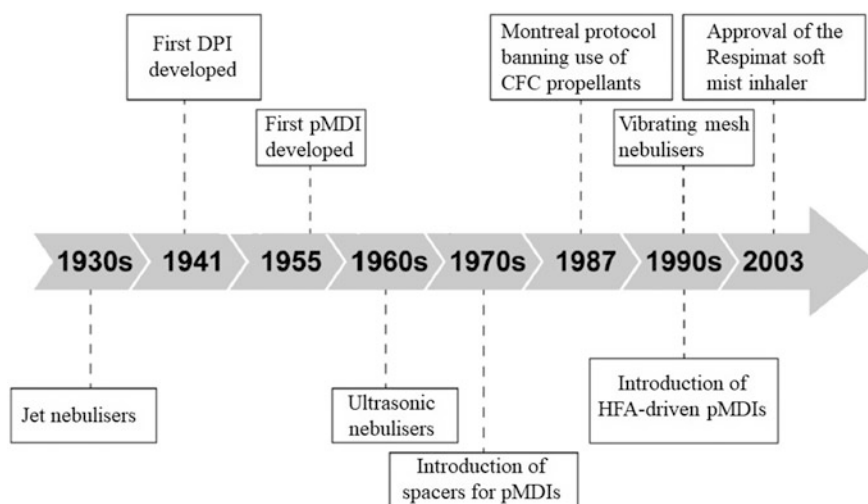 First DPI
developed
First pMDI
developed
Montreal protocol
banning use of
CFC propellants
Approval of the
Respimat soft
mist inhaler
Vibrating mesh
nebulisers
1930s
1941
1955
1960s
1970s
1987
1990s
2003
Jet nebulisers
Ultrasonic
nebulisers
Introduction of
spacers for pMDIs
Introduction of
HFA-driven pMDIs